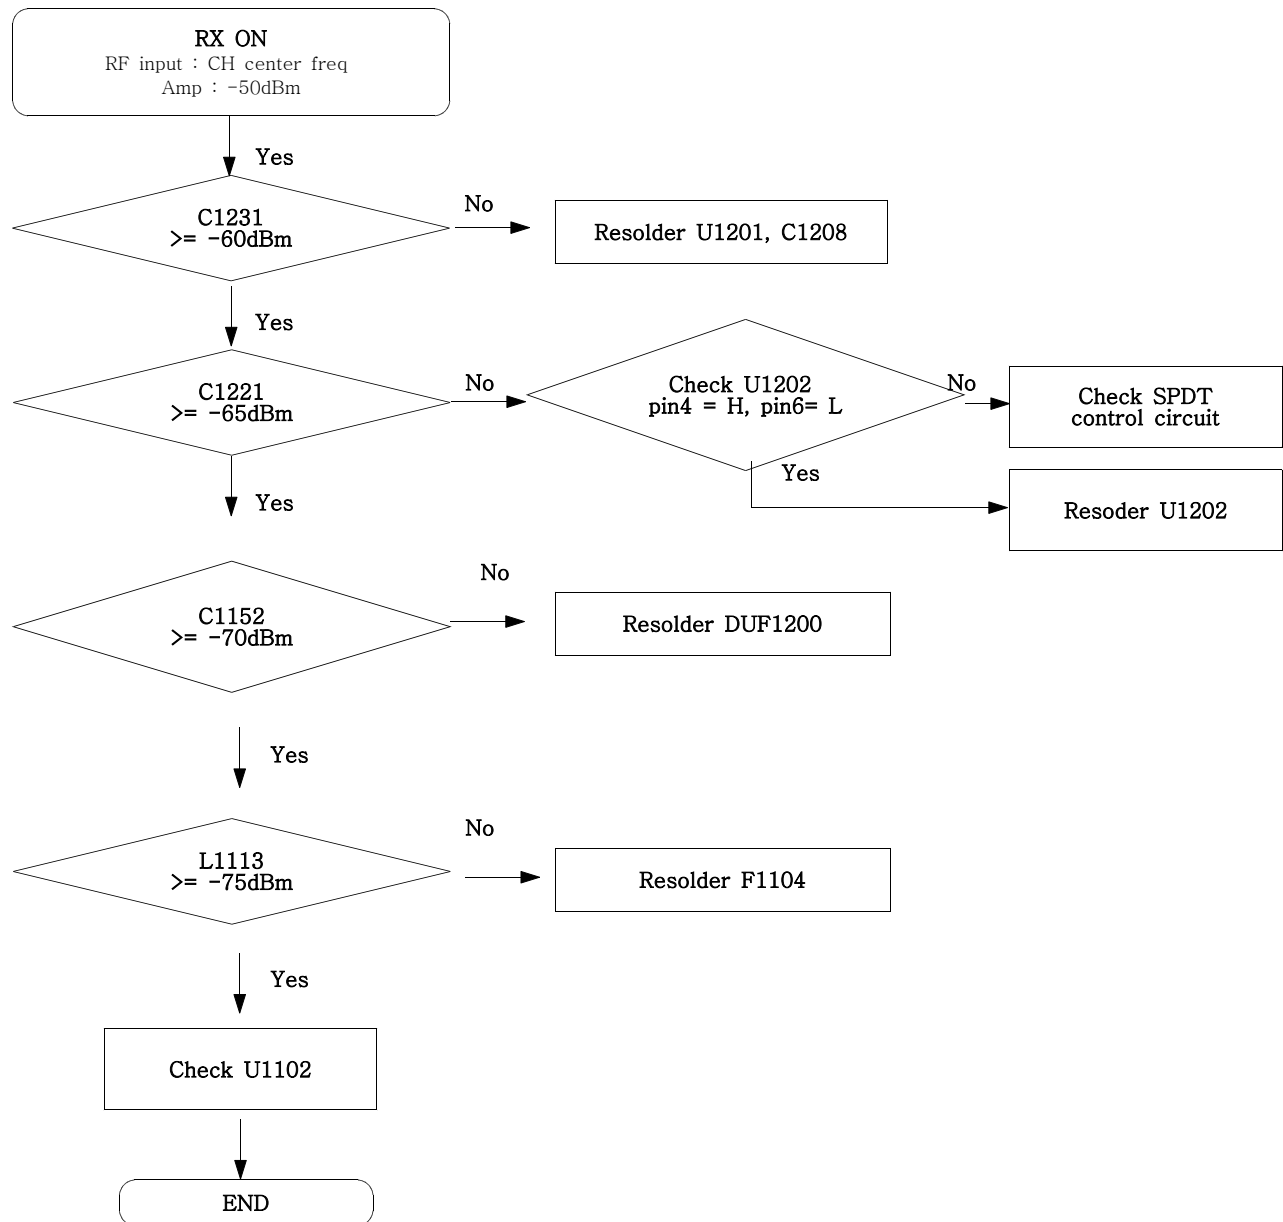 RX ON
RF input : CH center freq
Amp : -50dBm
Yes
C1231
>= -60dBm
No
Resolder U1201, C1208
Yes
C1221
>= -65dBm
No
Check U1202
pin4 = H, pin6= L
No
Check SPDT
control circuit
Yes
Resoder U1202
Yes
C1152
>= -70dBm
No
Resolder DUF1200
Yes
L1113
>= -75dBm
No
Resolder F1104
Yes
Check U1102
END